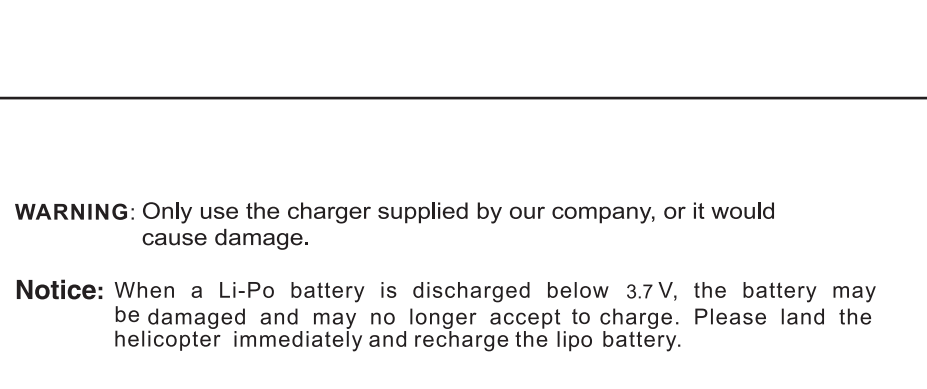 WARNING: Only use the charger supplied by our company, or it would
cause damage.
Notice: When a Li-Po battery is discharged below 3.7 V, the battery may
be damaged and may no longer accept to charge. Please land the
helicopter immediately and recharge the lipo battery.